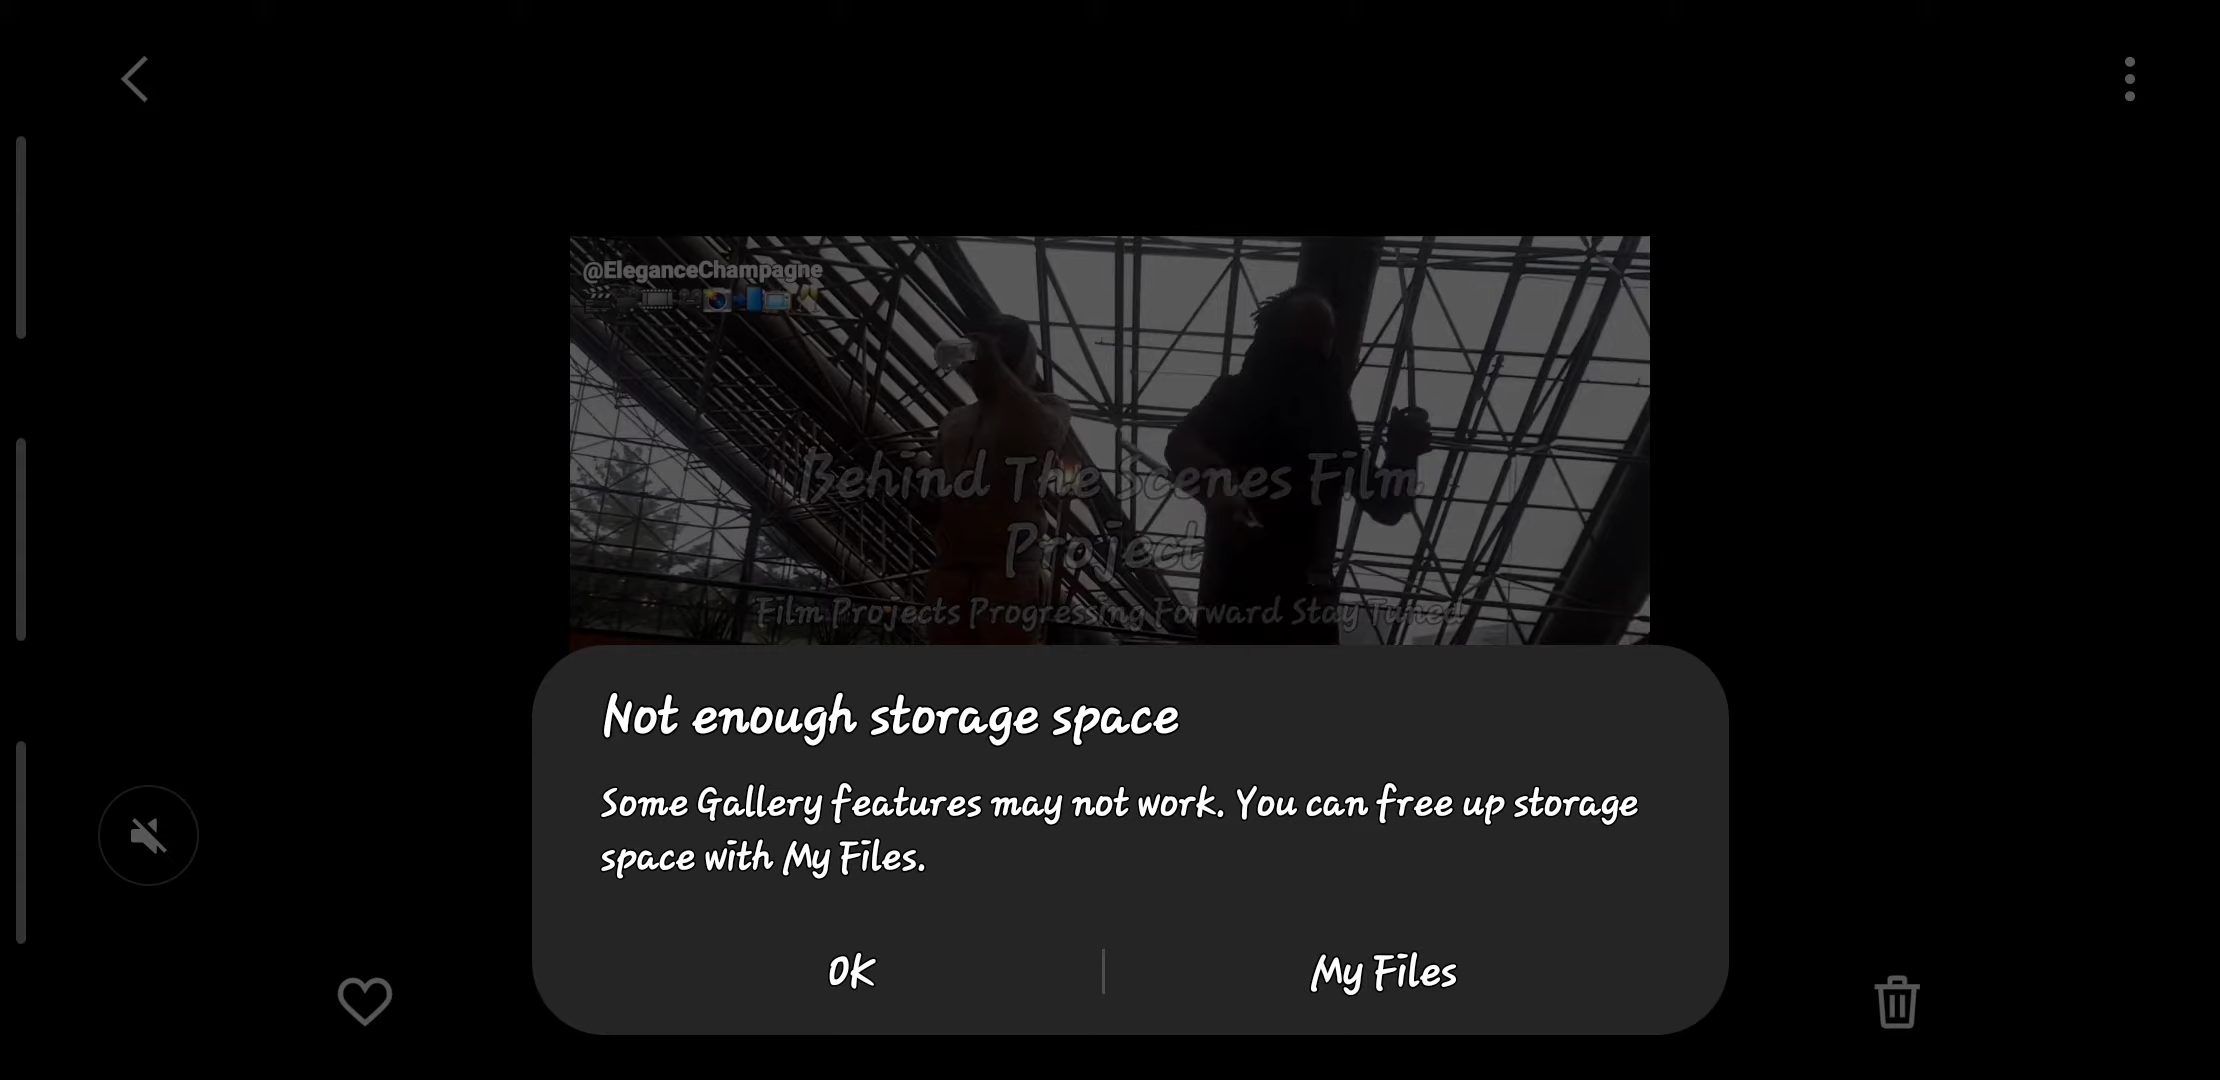 @EleganceChampagne
Behind The Scenes Film
Project
Film Projects Progressing Forward Stay Tuned
Not enough storage space
Some Gallery features may not work. You can free up storage
space with My Files.
OK
My Files